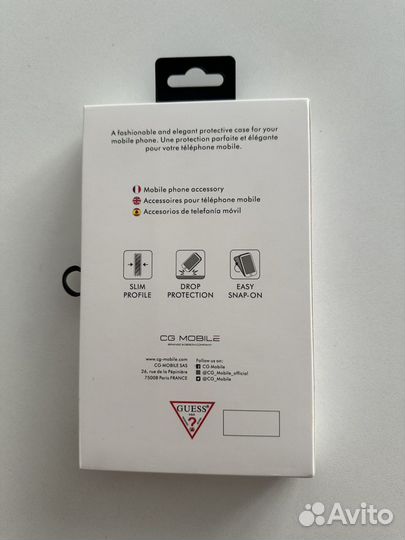 A fashionable and elegant protective case for your
mobile phone. Une protection parfaite et élégante
pour votre téléphone mobile.
Mobile phone accessory
Accessoires pour téléphone mobile
Accesorios de telefonía móvil
SLIM
PROFILE
DROP
PROTECTION
EASY
SNAP-ON
CG MOBILE
www.cg-mobile.com
CG MOBILE SAS
26, rue de la Pépinière
75008 Paris FRANCE
Follow us on:
CG Mobile
@CG_Mobile_official
@CG_Mobile
GUESS
?
Avito